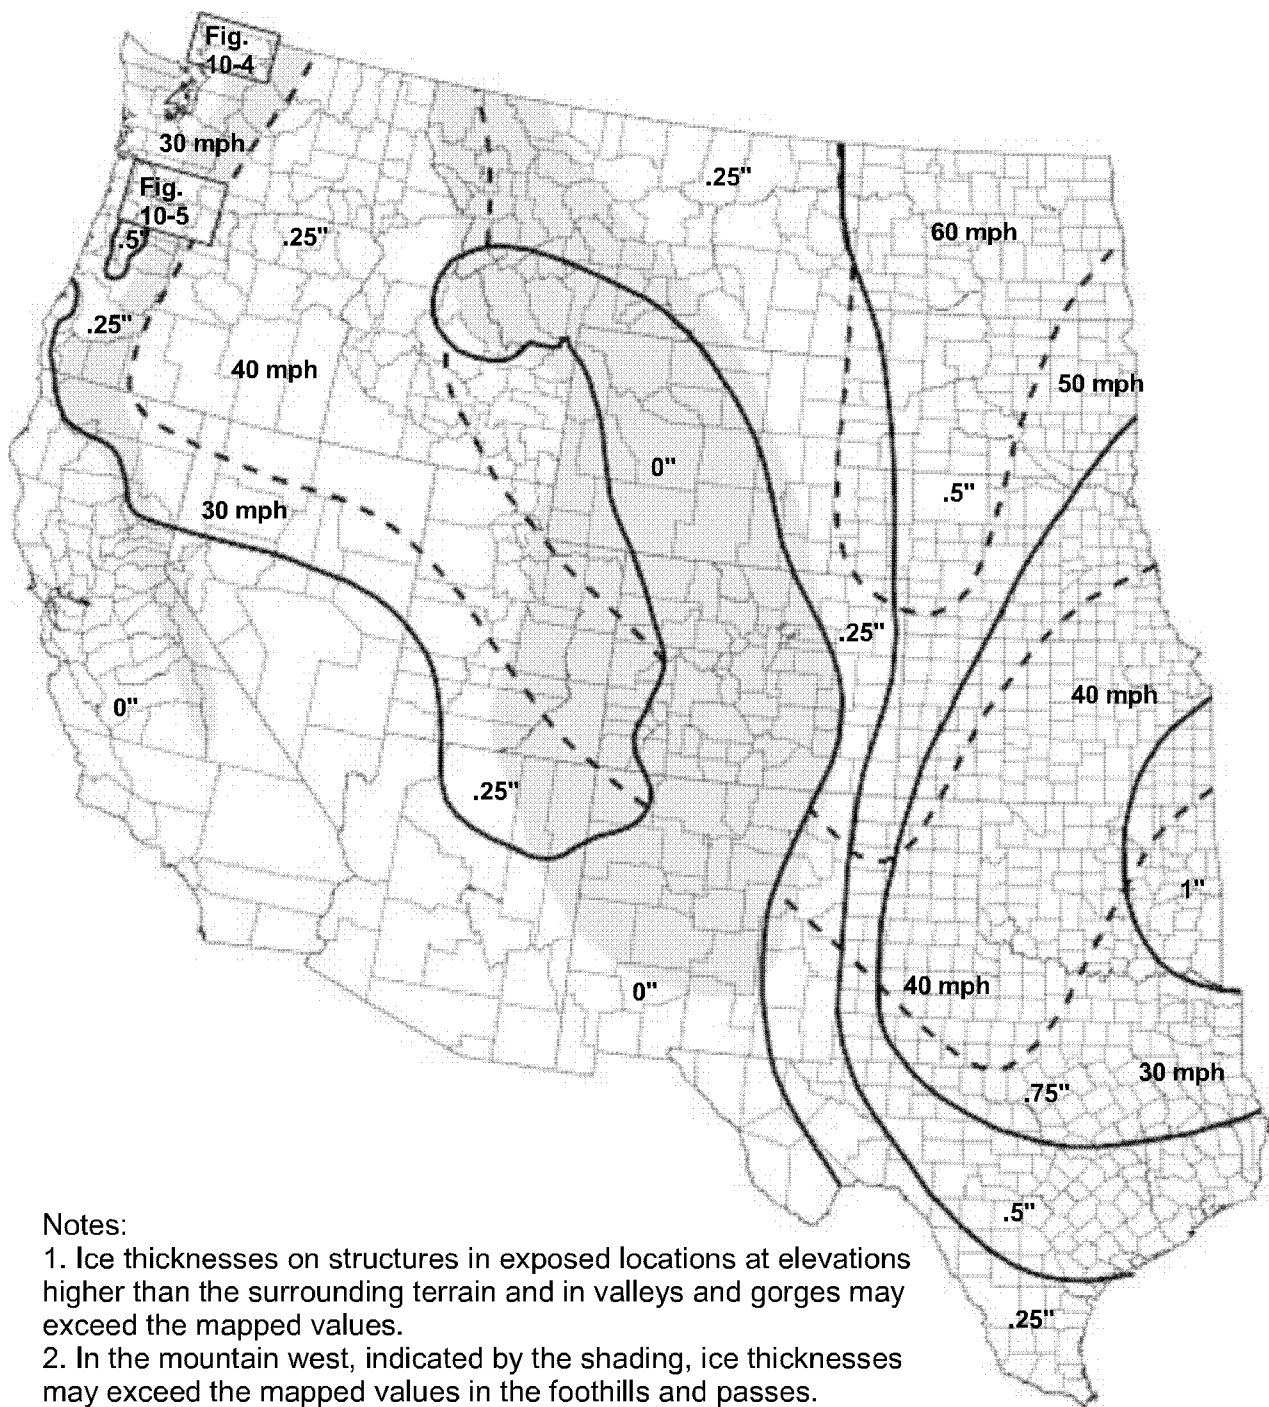 Fig.
10-4
30 mph
Fig.
10-5
.5"
.25"
.25"
60 mph
.25"
.25"
40 mph
50 mph
0"
.5"
30 mph
.25"
40 mph
0"
.25"
1"
0"
40 mph
30 mph
.75"
.5"
.25"
Notes:
1. Ice thicknesses on structures in exposed locations at elevations
higher than the surrounding terrain and in valleys and gorges may
exceed the mapped values.
2. In the mountain west, indicated by the shading, ice thicknesses
may exceed the mapped values in the foothills and passes.